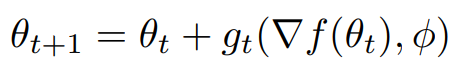 θ_{t+1} = θ_t + g_t(∇f(θ_t), ϕ)